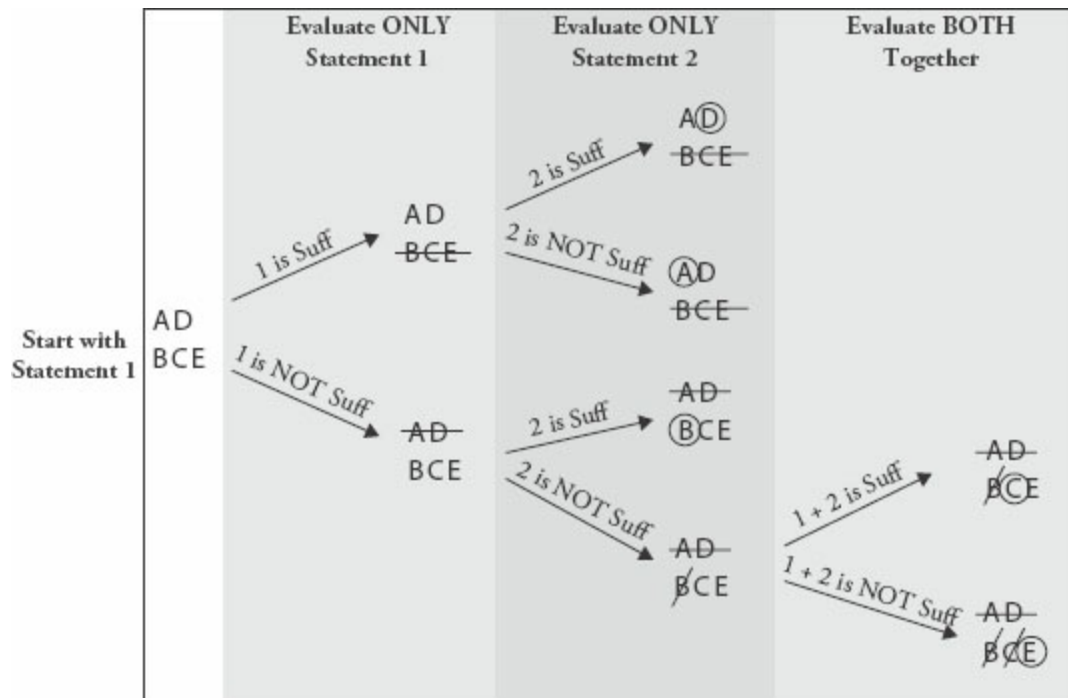 Evaluate ONLY
Statement 1
Evaluate ONLY
Statement 2
Evaluate BOTH
Together
Start with
Statement 1
AD
BCE
1 is Suff
AD
BCE
1 is NOT Suff
AD
BCE
2 is Suff
AD
BCE
2 is NOT Suff
AD
BCE
2 is Suff
AD
BCE
2 is NOT Suff
AD
BCE
1 + 2 is Suff
AD
BCE
1 + 2 is NOT Suff
AD
BCE